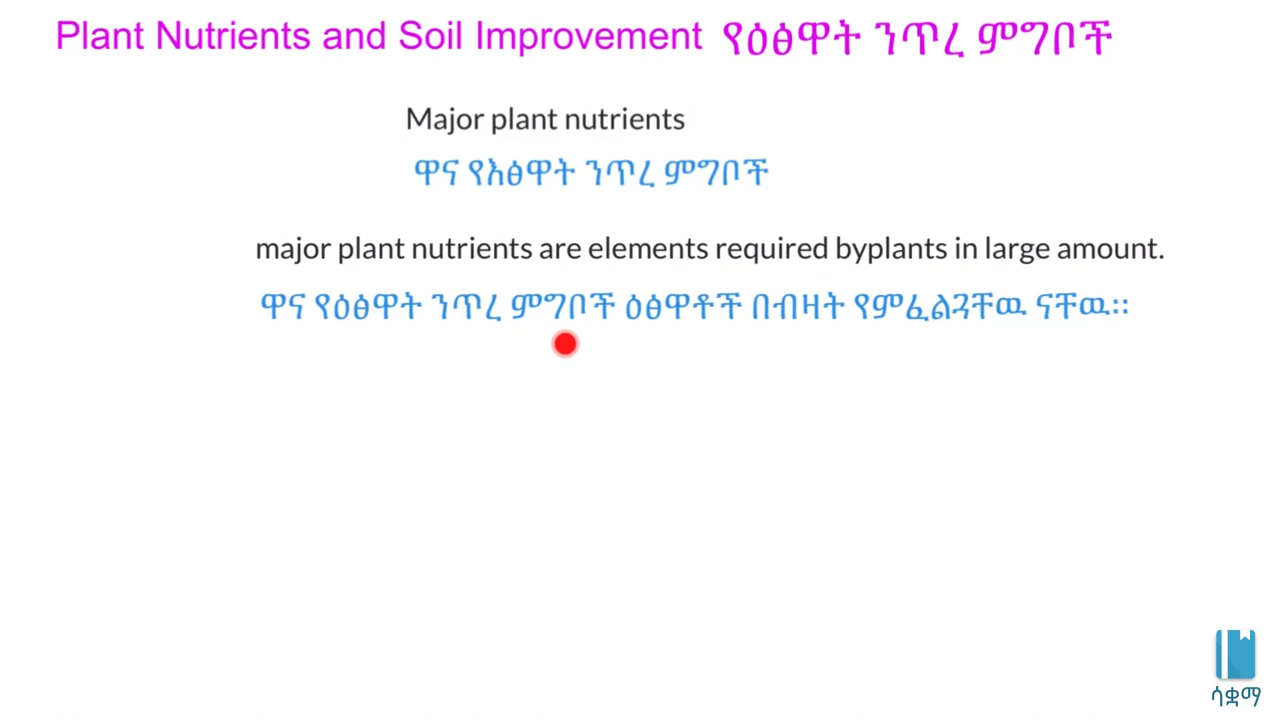 Plant Nutrients and Soil Improvement የዕፅዋት ንጥረ ምግቦች
Major plant nutrients
ዋና የእፅዋት ንጥረ ምግቦች
major plant nutrients are elements required byplants in large amount.
ዋና የዕፅዋት ንጥረ ምግቦች ዕፅዋቶች በብዛት የምፈልጓቸዉ ናቸዉ፡፡
ሳቋማ